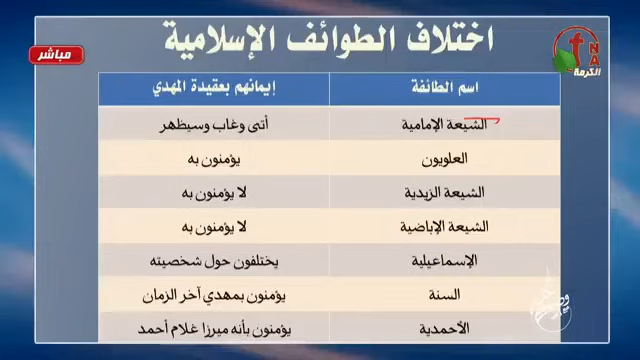 اختلاف الطوائف الإسلامية
مباشر
TNA
الكرمة
اسم الطائفة إيمانهم بعقيدة المهدي
الشيعة الإمامية أتى وغاب وسيظهر
العلويون يؤمنون به
الشيعة الزيدية لا يؤمنون به
الشيعة الإباضية لا يؤمنون به
الإسماعيلية يختلفون حول شخصيته
السنة يؤمنون بمهدي آخر الزمان
الأحمدية يؤمنون بأنه ميرزا غلام أحمد